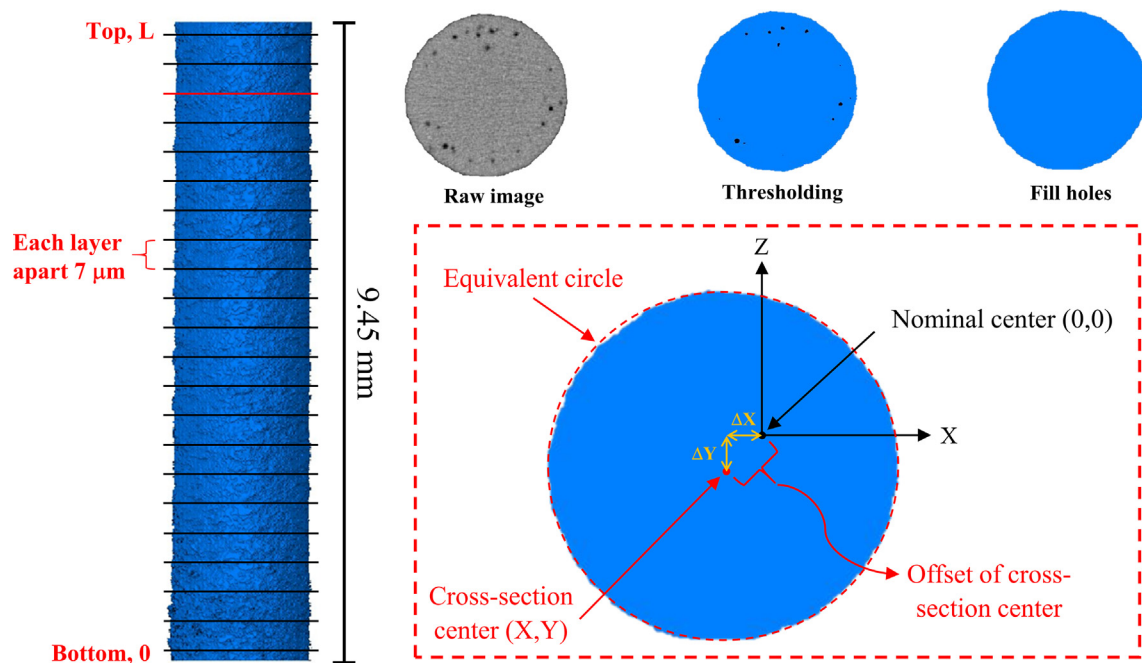 Top, L
Each layer
apart 7 μm
Bottom, 0
9.45 mm
Raw image
Thresholding
Fill holes
Equivalent circle
Z
Nominal center (0,0)
X
ΔX
ΔY
Cross-section
center (X,Y)
Offset of cross-
section center